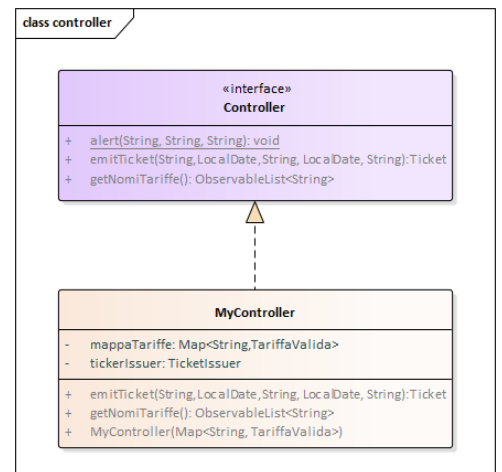 class controller
«interface»
Controller
+ alert(String, String, String): void
+ emitTicket(String,LocalDate,String, LocalDate, String):Ticket
+ getNomiTariffe(): ObservableList<String>
MyController
- mappaTariffe: Map<String,TariffaValida>
- tickerIssuer: TicketIssuer
+ emitTicket(String,LocalDate,String, LocalDate, String):Ticket
+ getNomiTariffe(): ObservableList<String>
+ MyController(Map<String, TariffaValida>)